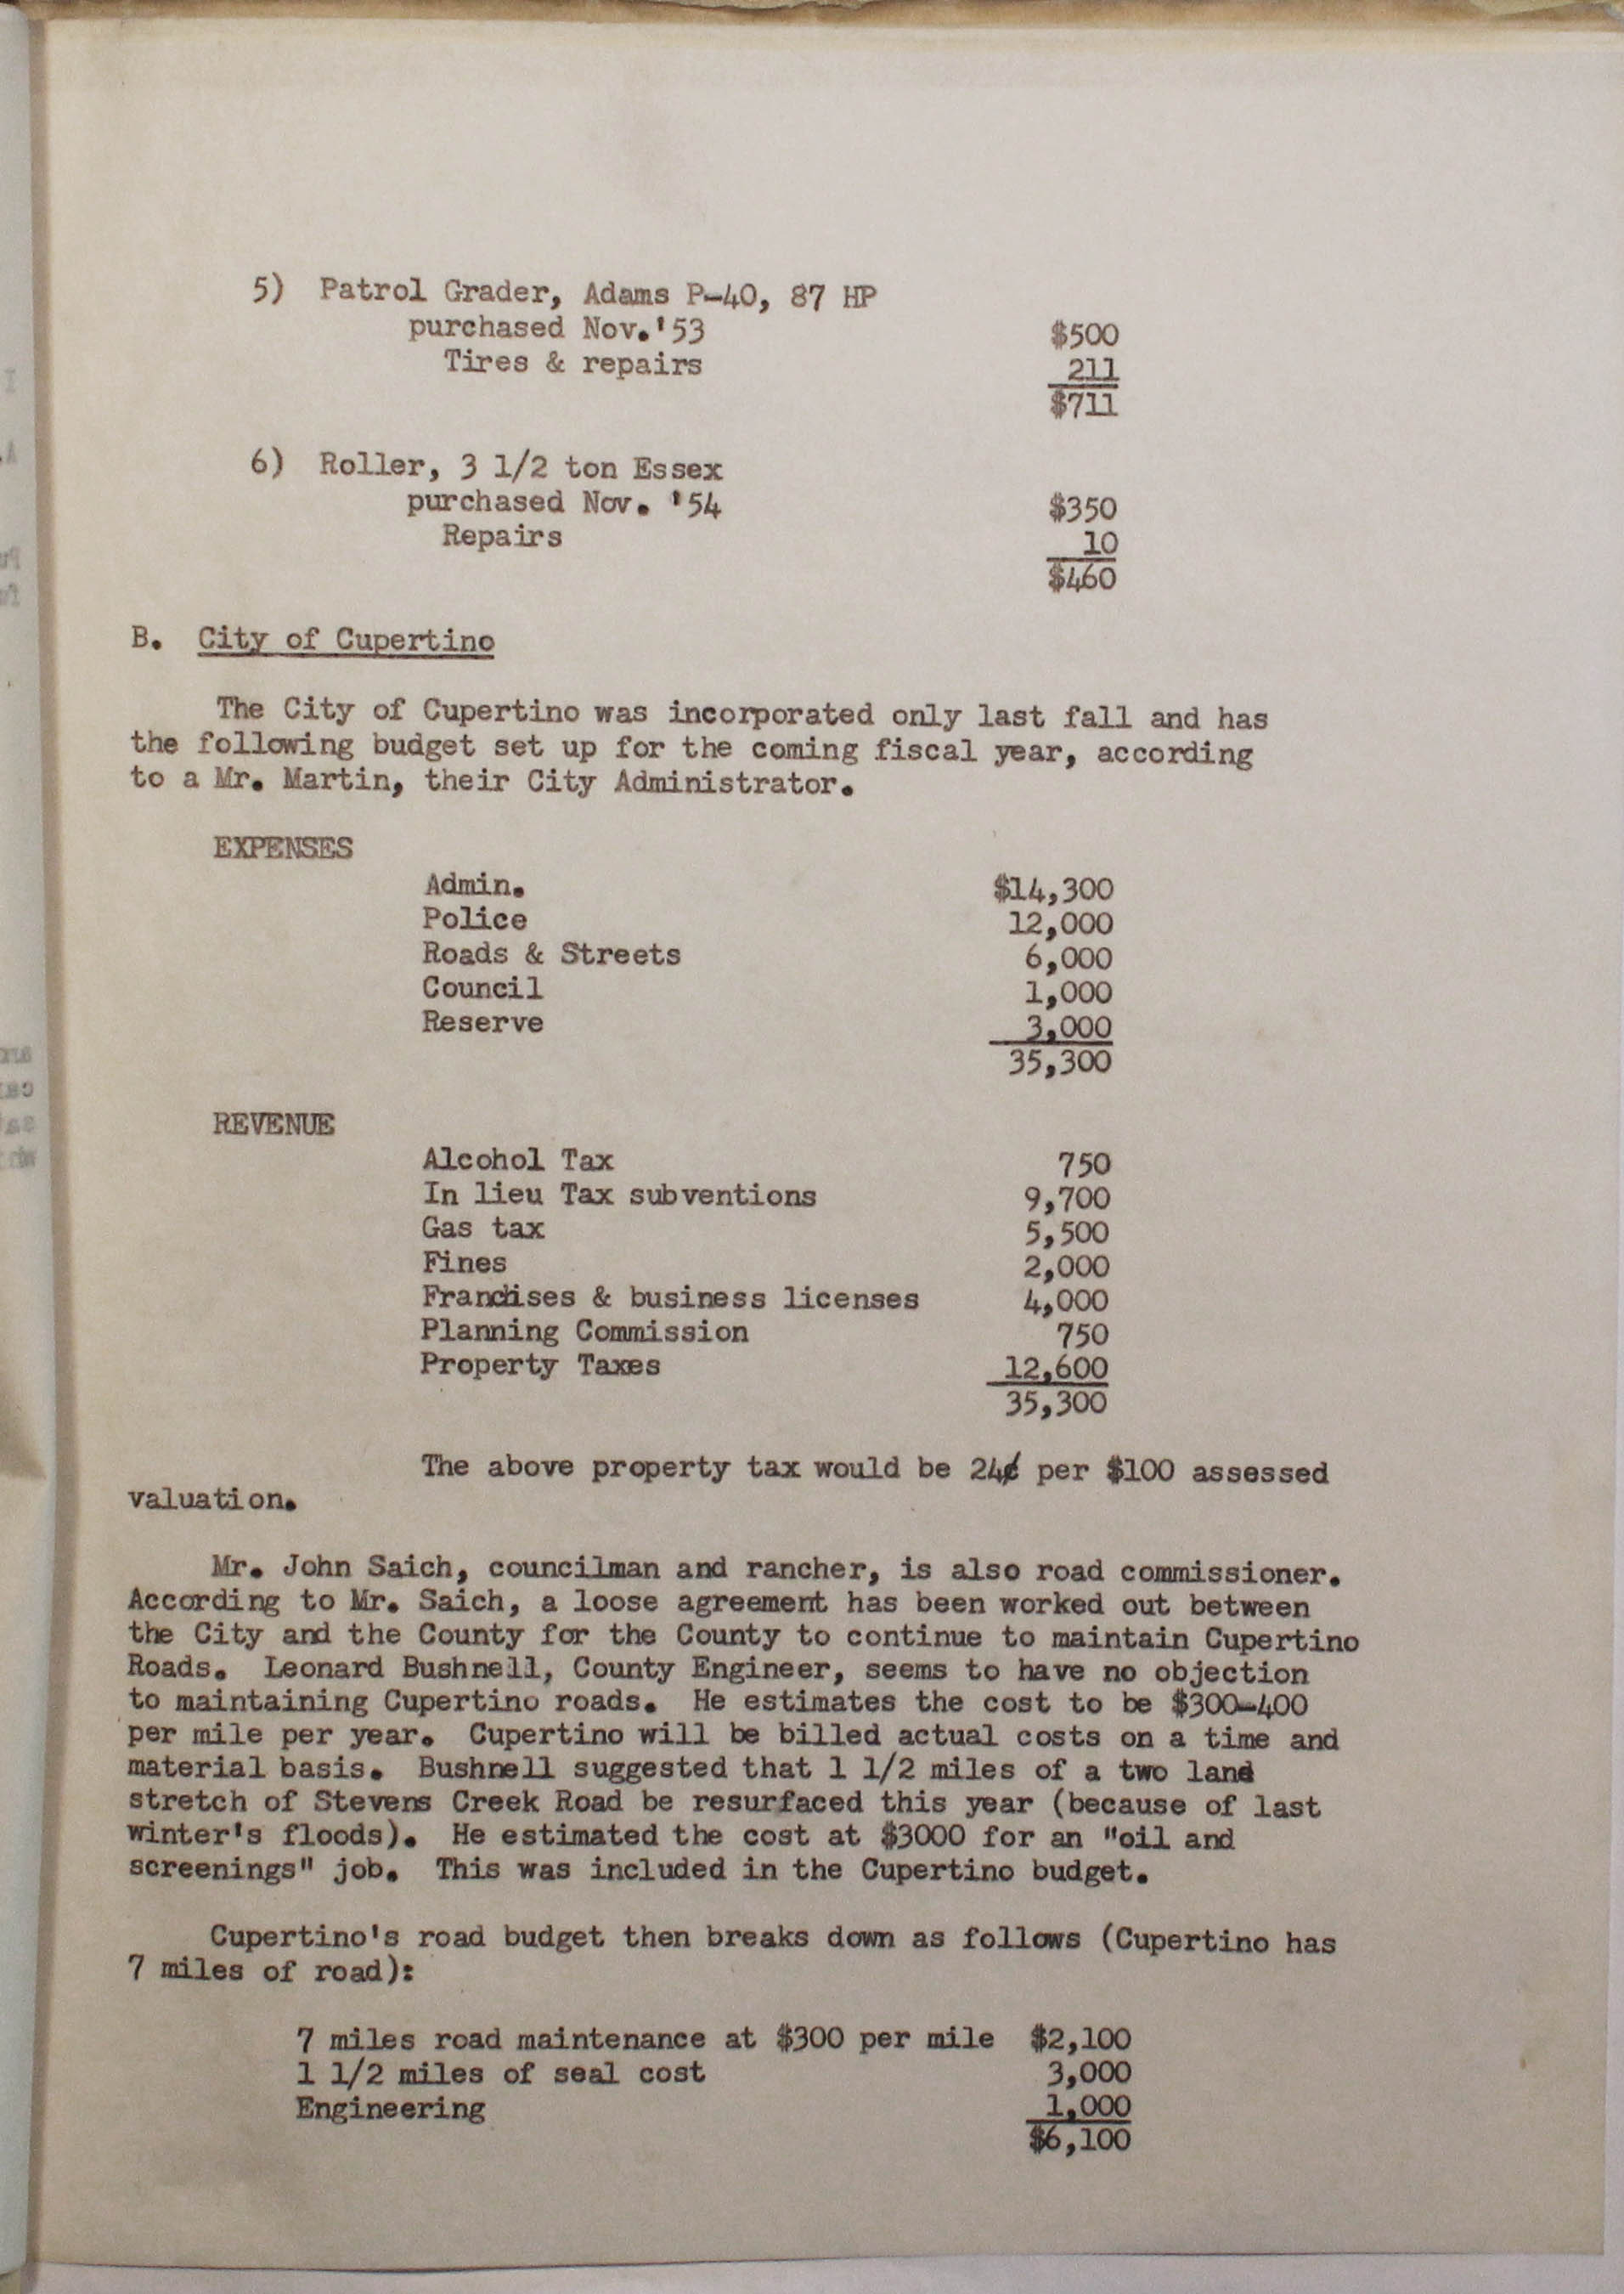 5) Patrol Grader, Adams P-40, 87 HP
purchased Nov.'53 $500
Tires & repairs 211
$711
6) Roller, 3 1/2 ton Essex
purchased Nov. '54 $350
Repairs 10
$460
B. City of Cupertino
The City of Cupertino was incorporated only last fall and has
the following budget set up for the coming fiscal year, according
to a Mr. Martin, their City Administrator.
EXPENSES
Admin. $14,300
Police 12,000
Roads & Streets 6,000
Council 1,000
Reserve 3,000
35,300
REVENUE
Alcohol Tax 750
In lieu Tax subventions 9,700
Gas tax 5,500
Fines 2,000
Franchises & business licenses 4,000
Planning Commission 750
Property Taxes 12,600
35,300
The above property tax would be 24¢ per $100 assessed
valuation.
Mr. John Saich, councilman and rancher, is also road commissioner.
According to Mr. Saich, a loose agreement has been worked out between
the City and the County for the County to continue to maintain Cupertino
Roads. Leonard Bushnell, County Engineer, seems to have no objection
to maintaining Cupertino roads. He estimates the cost to be $300-400
per mile per year. Cupertino will be billed actual costs on a time and
material basis. Bushnell suggested that 1 1/2 miles of a two land
stretch of Stevens Creek Road be resurfaced this year (because of last
winter's floods). He estimated the cost at $3000 for an "oil and
screenings" job. This was included in the Cupertino budget.
Cupertino's road budget then breaks down as follows (Cupertino has
7 miles of road):
7 miles road maintenance at $300 per mile $2,100
1 1/2 miles of seal cost 3,000
Engineering 1,000
$6,100